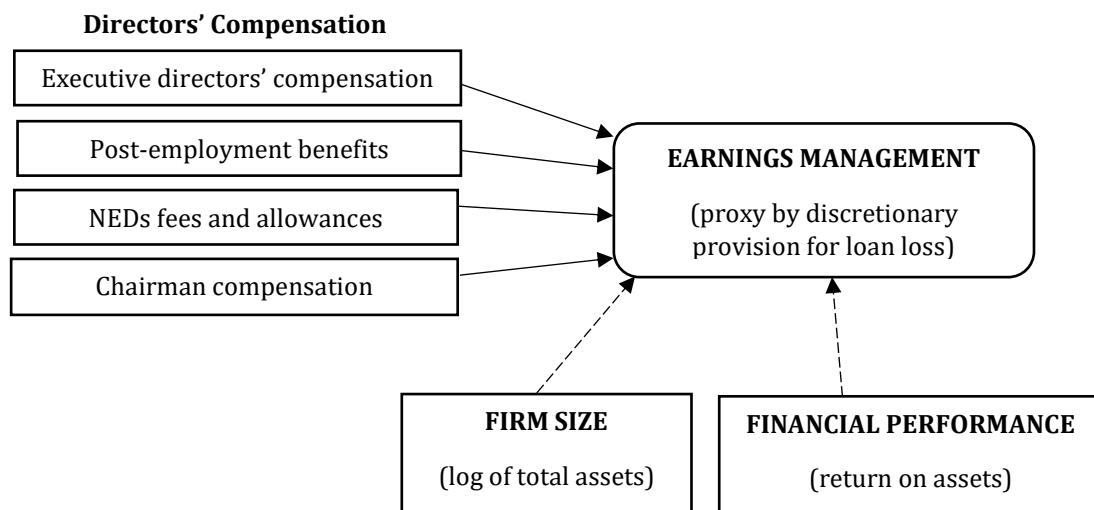 Directors’ Compensation
Executive directors’ compensation
Post-employment benefits
NEDs fees and allowances
Chairman compensation
EARNINGS MANAGEMENT
(proxy by discretionary
provision for loan loss)
FIRM SIZE
(log of total assets)
FINANCIAL PERFORMANCE
(return on assets)